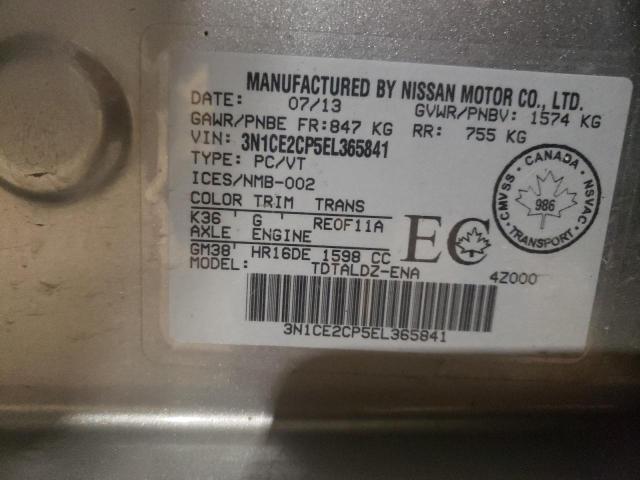 MANUFACTURED BY NISSAN MOTOR CO., LTD.
DATE: 07/13 GVWR/PNBV: 1574 KG
GAWR/PNBE FR:847 KG RR: 755 KG
VIN: 3N1CE2CP5EL365841
TYPE: PC/VT
ICES/NMB-002
COLOR TRIM TRANS
K36 ' G ' REOF11A
AXLE ENGINE
GM38' HR16DE 1598 CC
MODEL: TDTALDZ-ENA
EC
4Z000
CANADA
CMVSS NSVAC
986
TRANSPORT
3N1CE2CP5EL365841